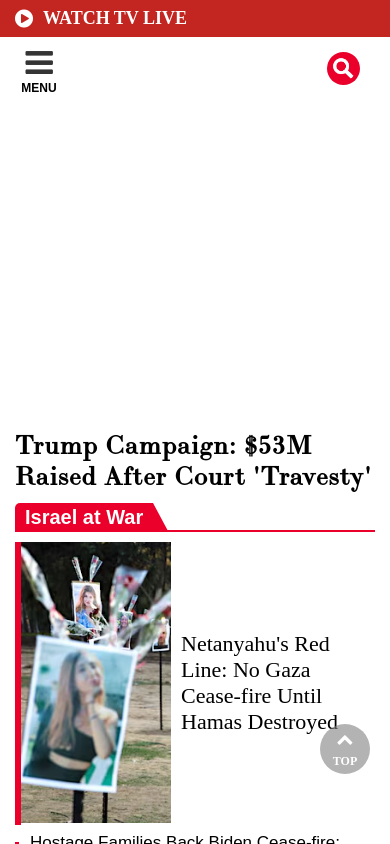 WATCH TV LIVE
MENU
Trump Campaign: $53M
Raised After Court 'Travesty'
Israel at War
Netanyahu's Red
Line: No Gaza
Cease-fire Until
Hamas Destroyed
TOP
Hostage Families Back Biden Cease-fire;